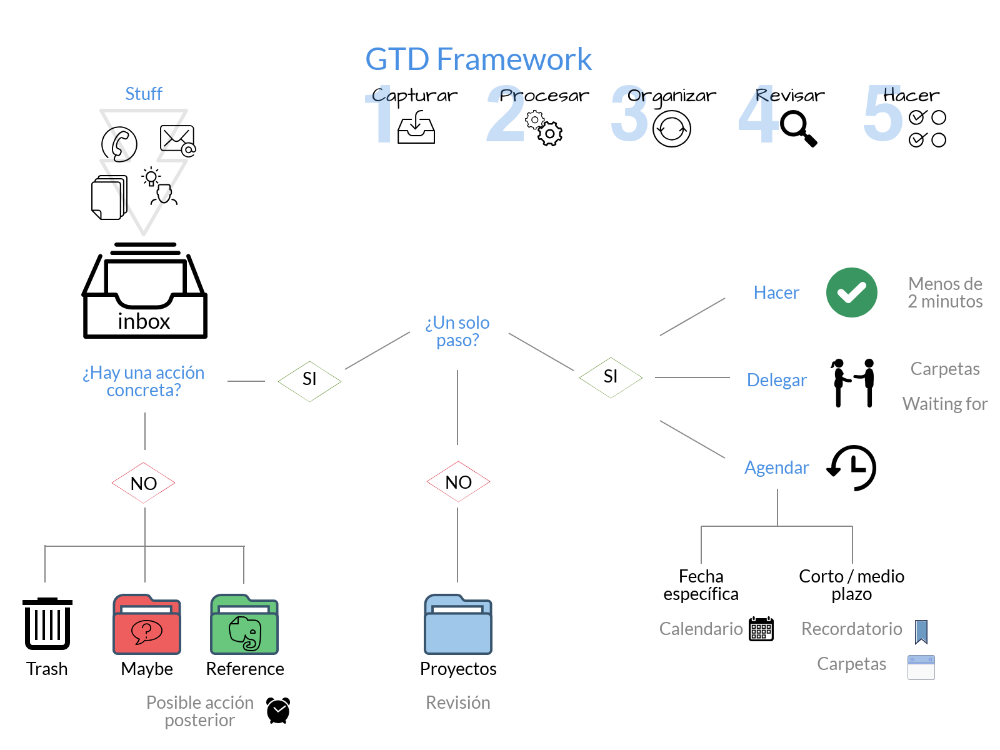 GTD Framework
1 Capturar
2 Procesar
3 Organizar
4 Revisar
5 Hacer
Stuff
inbox
¿Hay una acción
concreta?
SI
¿Un solo
paso?
SI
Hacer
Menos de
2 minutos
Delegar
Carpetas
Waiting for
Agendar
NO
NO
Fecha
específica
Calendario
Corto / medio
plazo
Recordatorio
Carpetas
Trash
Maybe
?
Reference
Posible acción
posterior
Proyectos
Revisión